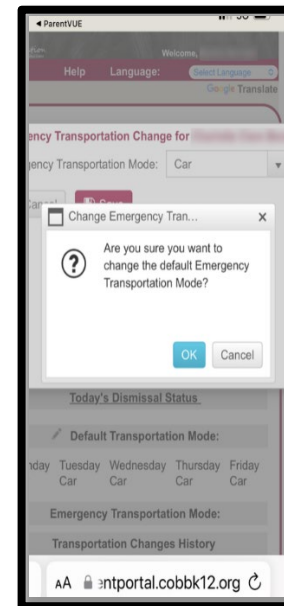 ◀ ParentVUE
Welcome,
Help Language: Select Language
Google Translate
ency Transportation Change for
gency Transportation Mode: Car
Cancel Save
Change Emergency Tran... X
Are you sure you want to
change the default Emergency
Transportation Mode?
OK Cancel
Today's Dismissal Status
Default Transportation Mode:
nday Tuesday Wednesday Thursday Friday
Car Car Car Car
Emergency Transportation Mode:
Transportation Changes History
AA entportal.cobbk12.org